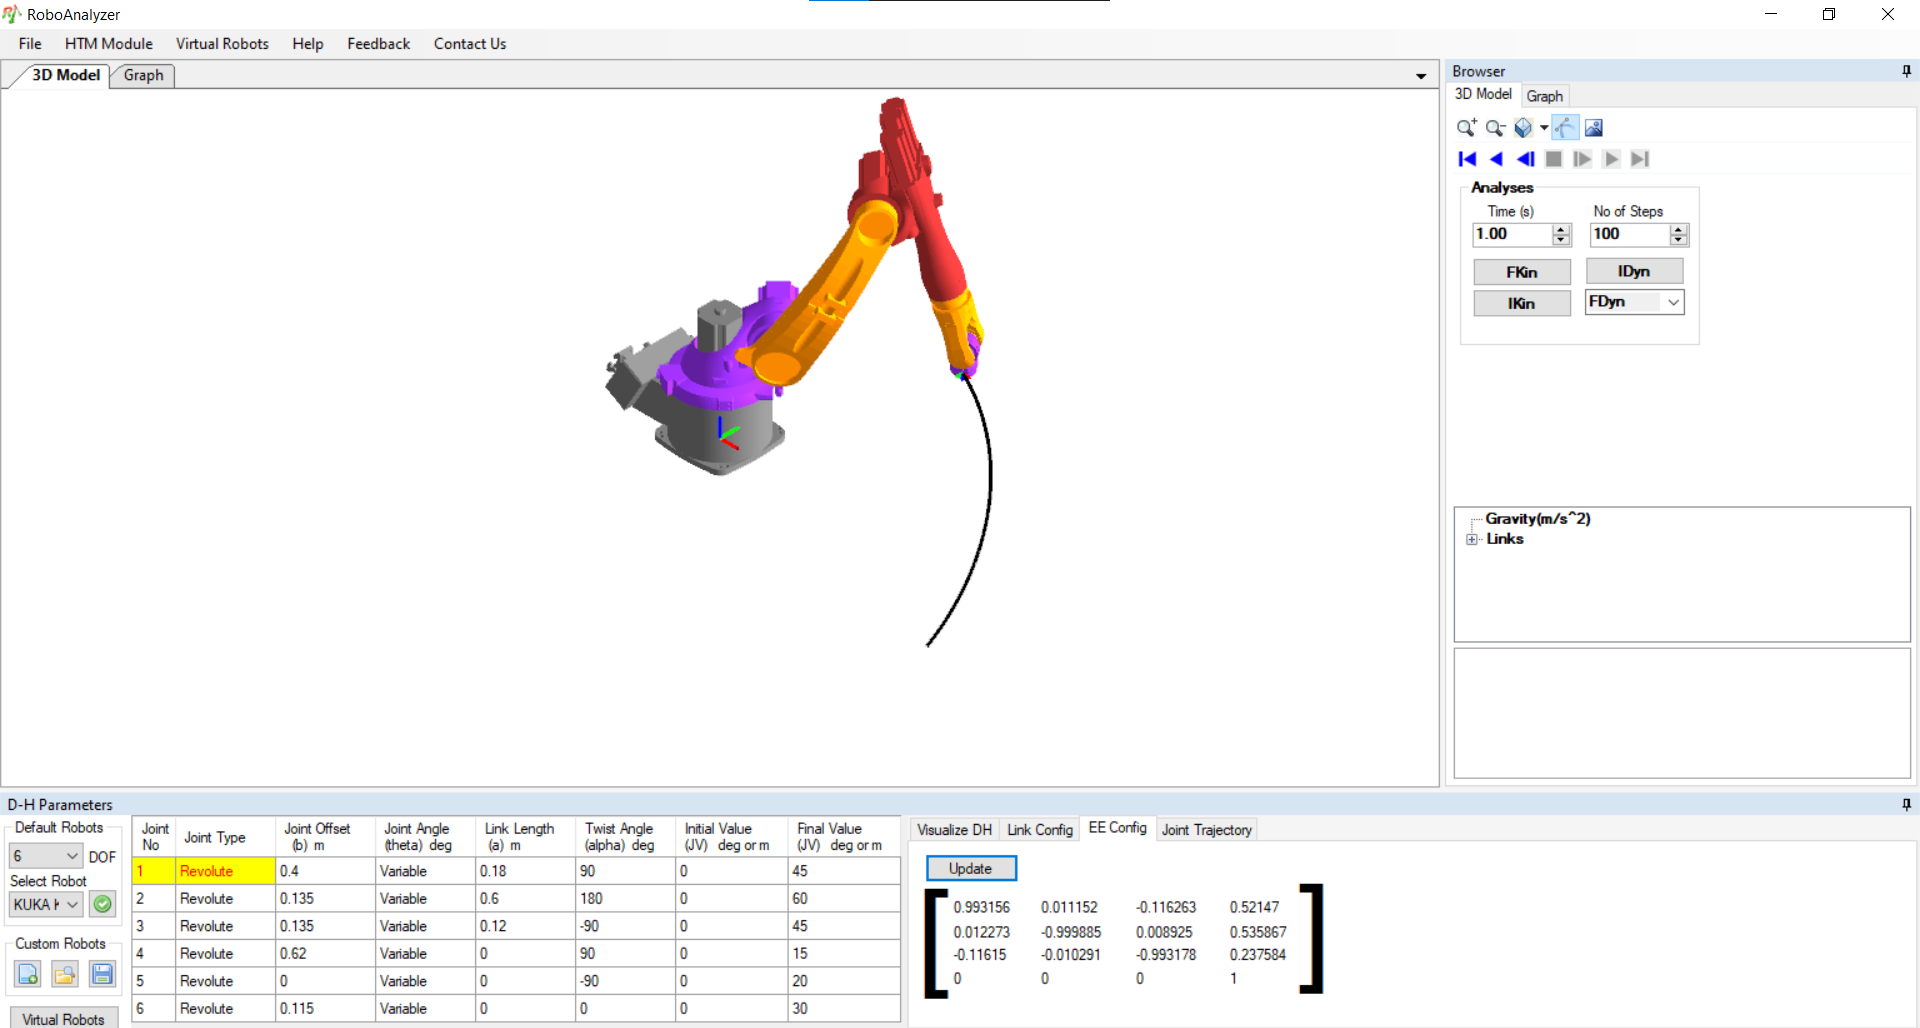 RoboAnalyzer
File HTM Module Virtual Robots Help Feedback Contact Us
3D Model Graph
Browser
3D Model Graph
Analyses
Time (s) No of Steps
1.00 100
FKin IDyn
IKin FDyn
Gravity(m/s^2)
Links
D-H Parameters
Default Robots
6 DOF
Select Robot
KUKA
Custom Robots
Virtual Robots
Joint No Joint Type Joint Offset (b) m Joint Angle (theta) deg Link Length (a) m Twist Angle (alpha) deg Initial Value (JV) deg or m Final Value (JV) deg or m
1 Revolute 0.4 Variable 0.18 90 0 45
2 Revolute 0.135 Variable 0.6 180 0 60
3 Revolute 0.135 Variable 0.12 -90 0 45
4 Revolute 0.62 Variable 0 90 0 15
5 Revolute 0 Variable 0 -90 0 20
6 Revolute 0.115 Variable 0 0 0 30
Visualize DH Link Config EE Config Joint Trajectory
Update
0.993156 0.011152 -0.116263 0.52147
0.012273 -0.999885 0.008925 0.535867
-0.11615 -0.010291 -0.993178 0.237584
0 0 0 1